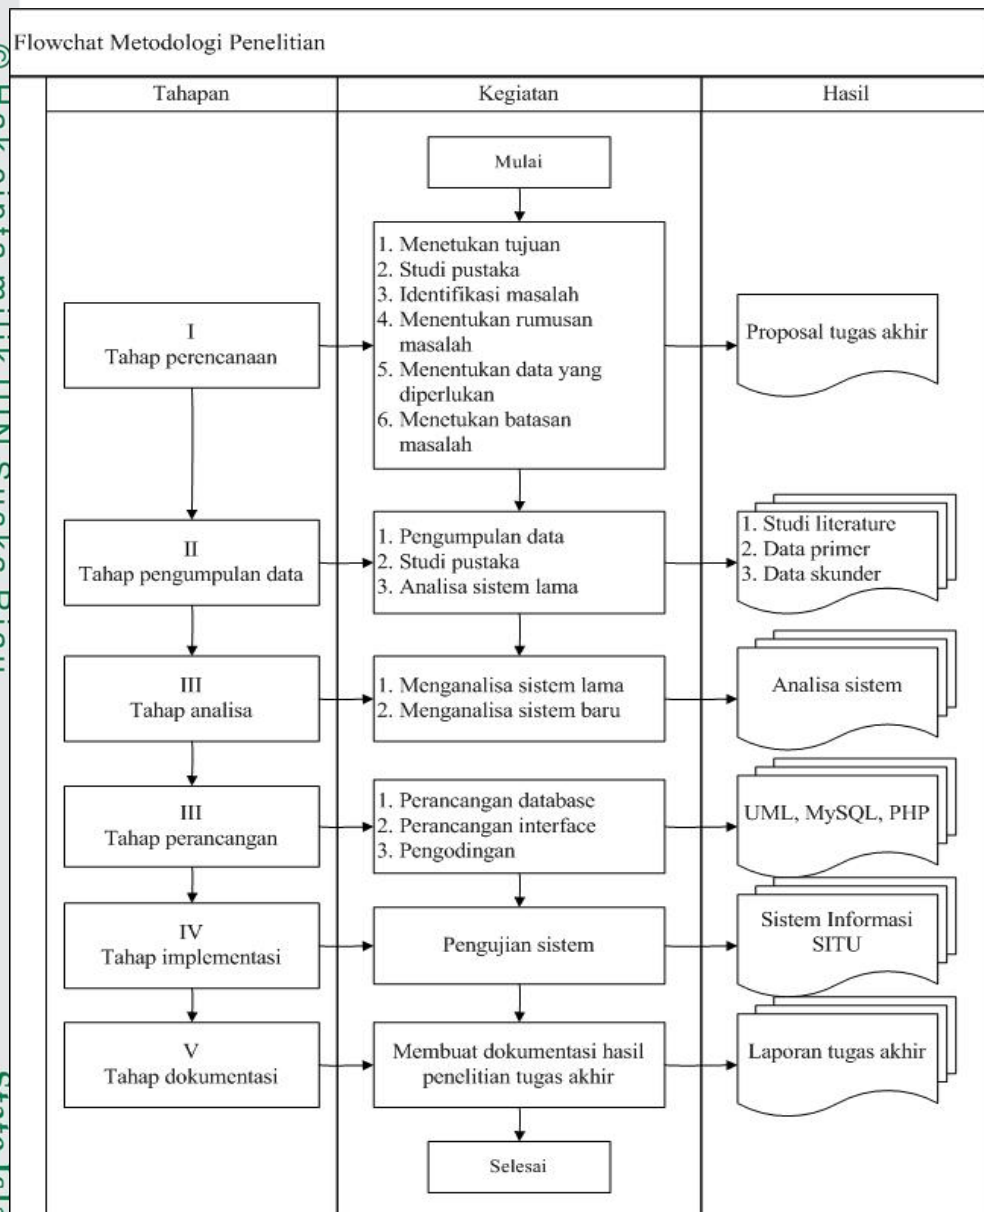 Flowchat Metodologi Penelitian
Tahapan
Kegiatan
Hasil
Mulai
I
Tahap perencanaan
1. Menetukan tujuan
2. Studi pustaka
3. Identifikasi masalah
4. Menentukan rumusan
masalah
5. Menentukan data yang
diperlukan
6. Menetukan batasan
masalah
Proposal tugas akhir
II
Tahap pengumpulan data
1. Pengumpulan data
2. Studi pustaka
3. Analisa sistem lama
1. Studi literature
2. Data primer
3. Data skunder
III
Tahap analisa
1. Menganalisa sistem lama
2. Menganalisa sistem baru
Analisa sistem
III
Tahap perancangan
1. Perancangan database
2. Perancangan interface
3. Pengodingan
UML, MySQL, PHP
IV
Tahap implementasi
Pengujian sistem
Sistem Informasi
SITU
V
Tahap dokumentasi
Membuat dokumentasi hasil
penelitian tugas akhir
Laporan tugas akhir
Selesai